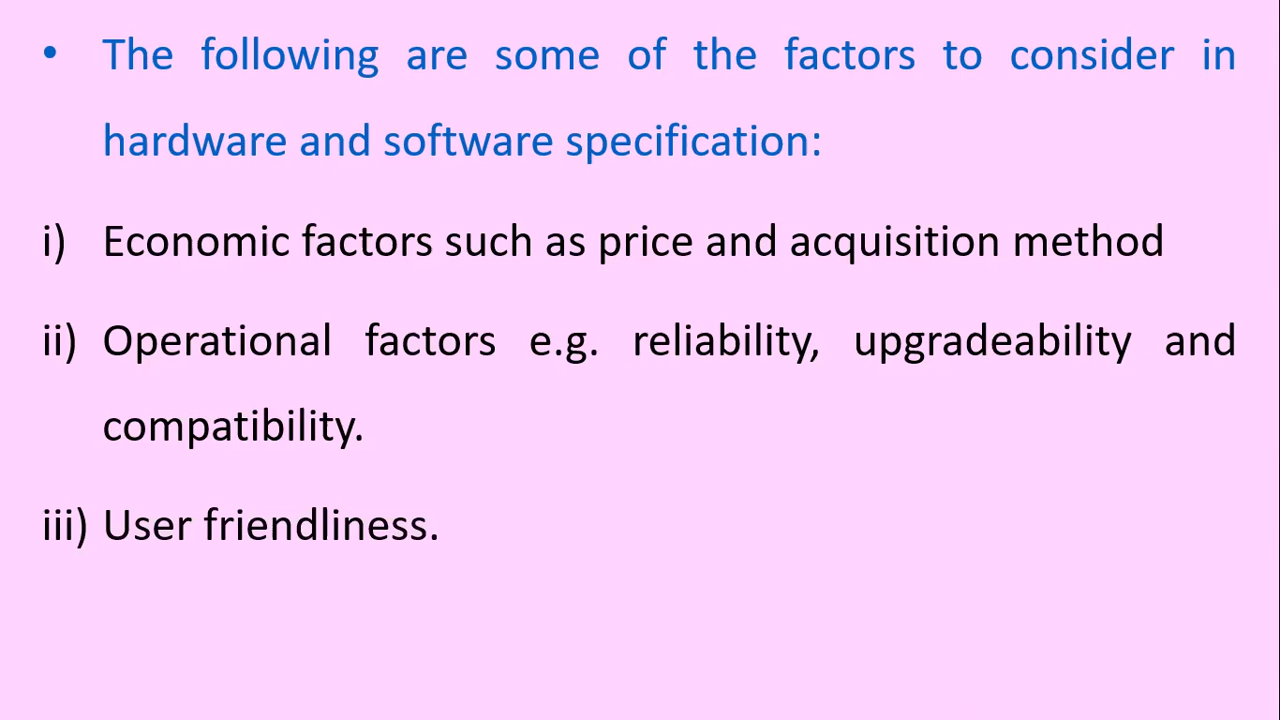 • The following are some of the factors to consider in
hardware and software specification:
i) Economic factors such as price and acquisition method
ii) Operational factors e.g. reliability, upgradeability and
compatibility.
iii) User friendliness.